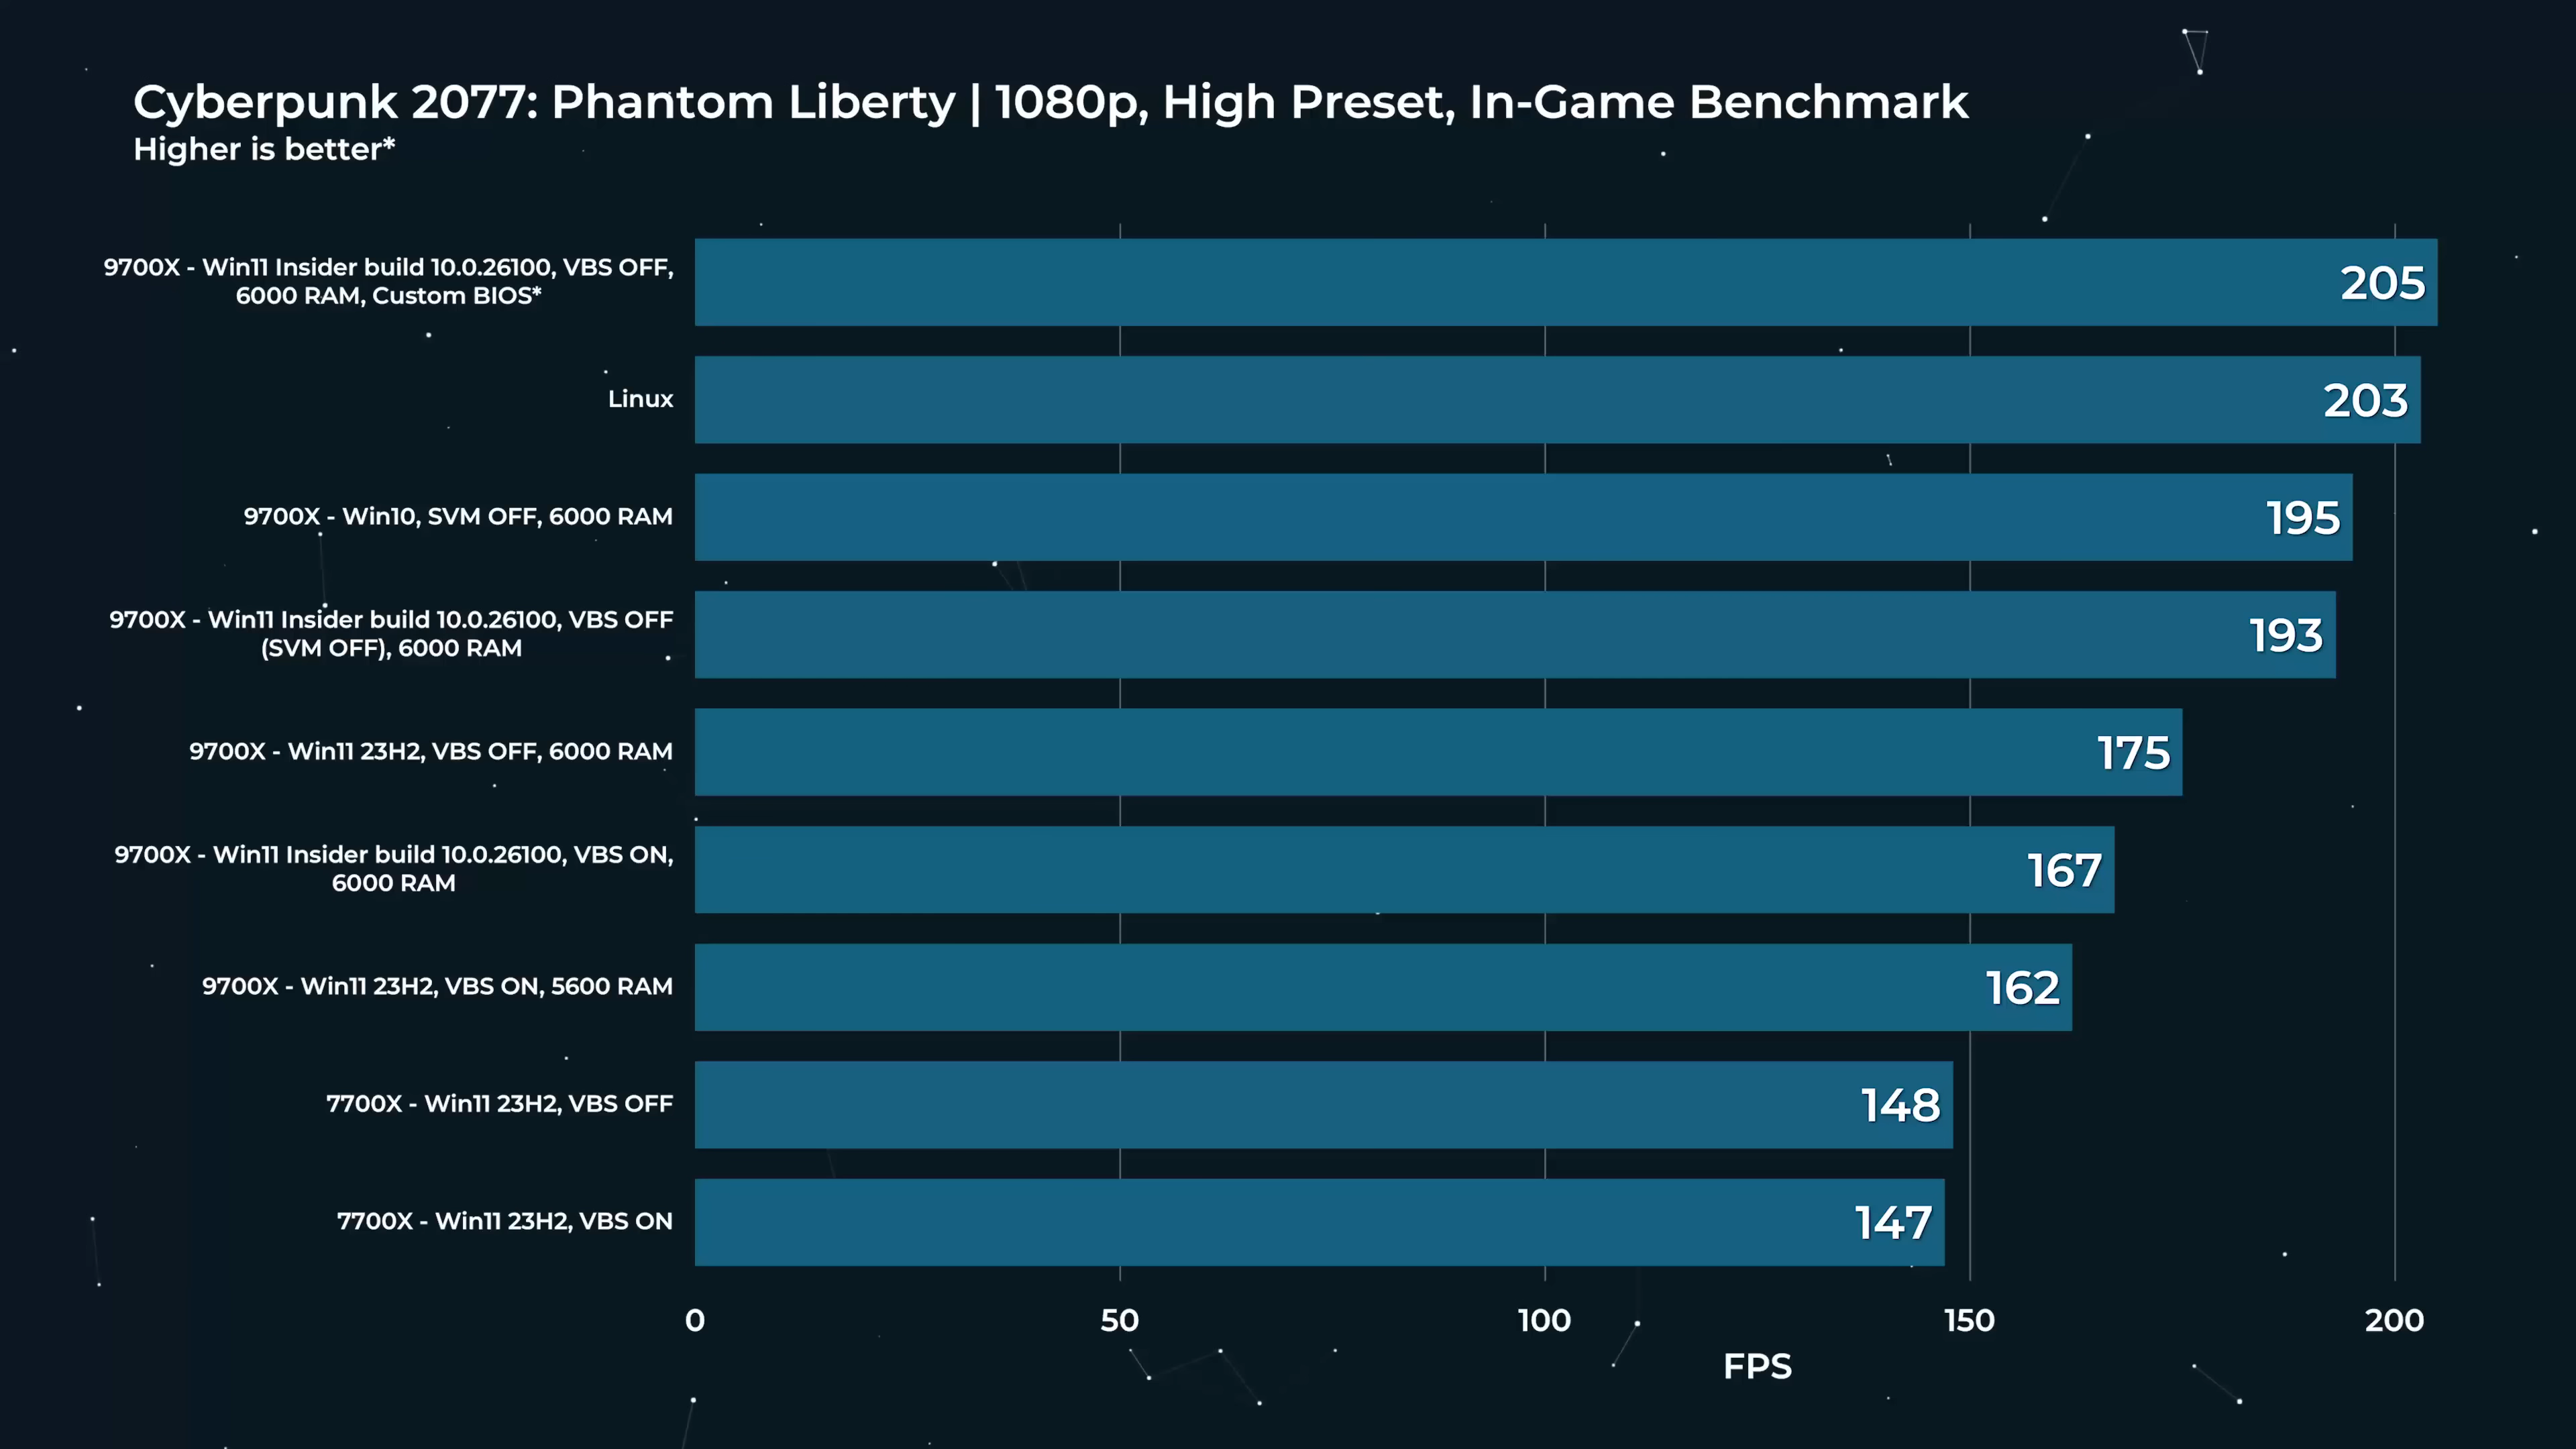 Cyberpunk 2077: Phantom Liberty | 1080p, High Preset, In-Game Benchmark
Higher is better*
9700X - Win11 Insider build 10.0.26100, VBS OFF,
6000 RAM, Custom BIOS*
205
Linux
203
9700X - Win10, SVM OFF, 6000 RAM
195
9700X - Win11 Insider build 10.0.26100, VBS OFF
(SVM OFF), 6000 RAM
193
9700X - Win11 23H2, VBS OFF, 6000 RAM
175
9700X - Win11 Insider build 10.0.26100, VBS ON,
6000 RAM
167
9700X - Win11 23H2, VBS ON, 5600 RAM
162
7700X - Win11 23H2, VBS OFF
148
7700X - Win11 23H2, VBS ON
147
0 50 100 150 200
FPS